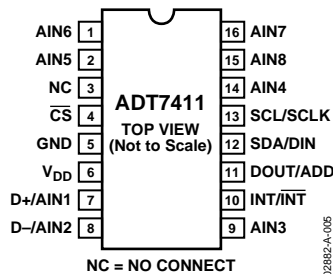 AIN6 1
AIN5 2
NC 3
C̅S̅ 4
GND 5
VDD 6
D+/AIN1 7
D–/AIN2 8
ADT7411
TOP VIEW
(Not to Scale)
16 AIN7
15 AIN8
14 AIN4
13 SCL/SCLK
12 SDA/DIN
11 DOUT/ADD
10 INT/I̅N̅T̅
9 AIN3
NC = NO CONNECT
02882-A-005